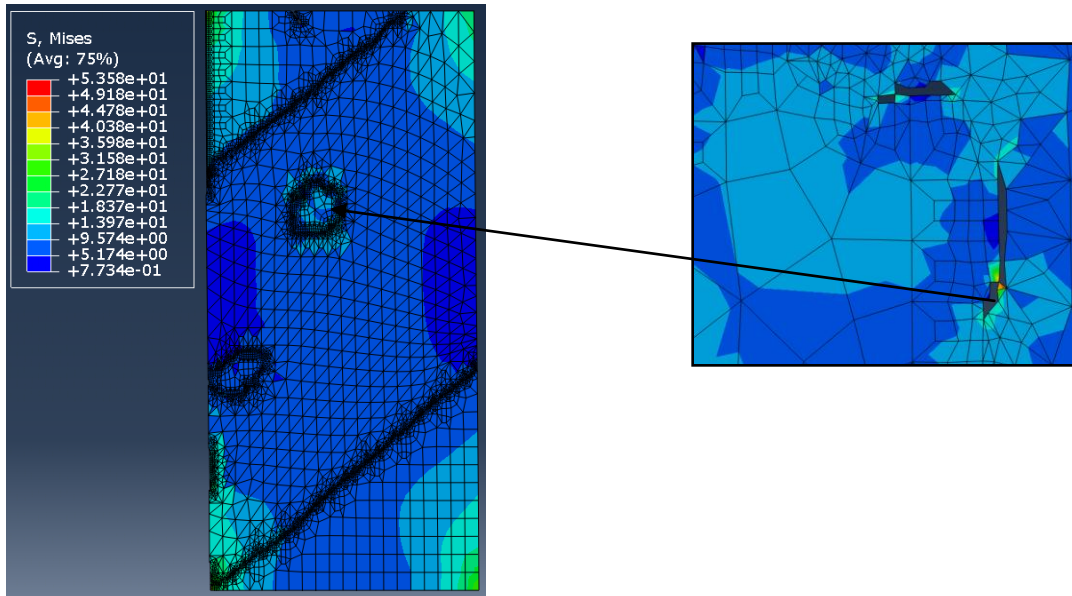 S, Mises
(Avg: 75%)
+5.358e+01
+4.918e+01
+4.478e+01
+4.038e+01
+3.598e+01
+3.158e+01
+2.718e+01
+2.277e+01
+1.837e+01
+1.397e+01
+9.574e+00
+5.174e+00
+7.734e-01